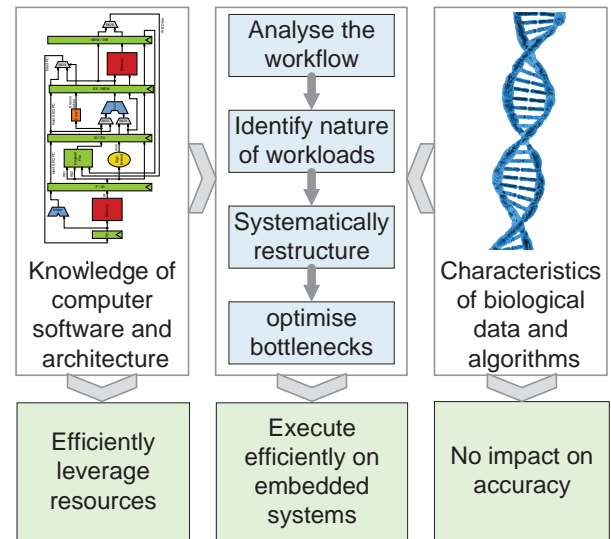 Analyse the
workflow
Identify nature
of workloads
Systematically
restructure
optimise
bottlenecks
Knowledge of
computer
software and
architecture
Characteristics
of biological
data and
algorithms
Efficiently
leverage
resources
Execute
efficiently on
embedded
systems
No impact on
accuracy